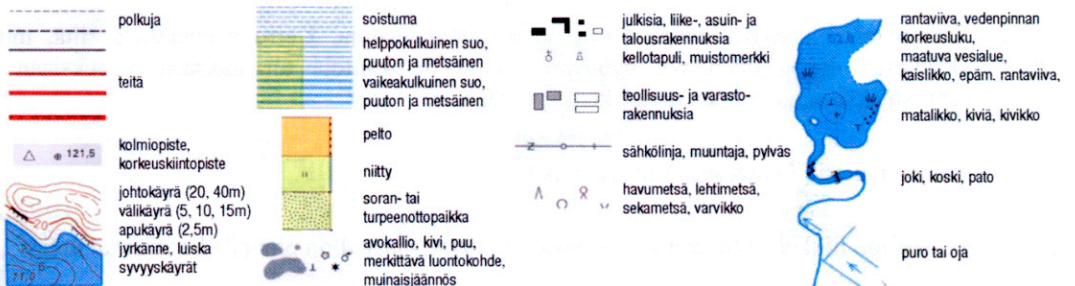 polkuja
teitä
121,5
kolmiopiste,
korkeuskiintopiste
20
11,0
johtokäyrä (20, 40m)
välikäyrä (5, 10, 15m)
apukäyrä (2,5m)
jyrkänne, luiska
syvyyskäyrät
soistuma
helppokulkuinen suo,
puuton ja metsäinen
vaikeakulkuinen suo,
puuton ja metsäinen
pelto
niitty
soran- tai
turpeenottopaikka
avokallio, kivi, puu,
merkittävä luontokohde,
muinaisjäännös
julkisia, liike-, asuin- ja
talousrakennuksia
kellotapuli, muistomerkki
teollisuus- ja varasto-
rakennuksia
sähkölinja, muuntaja, pylväs
havumetsä, lehtimetsä,
sekametsä, varvikko
rantaviiva, vedenpinnan
korkeusluku,
maatuva vesialue,
kaislikko, epäm. rantaviiva,
matalikko, kiviä, kivikko
joki, koski, pato
puro tai oja